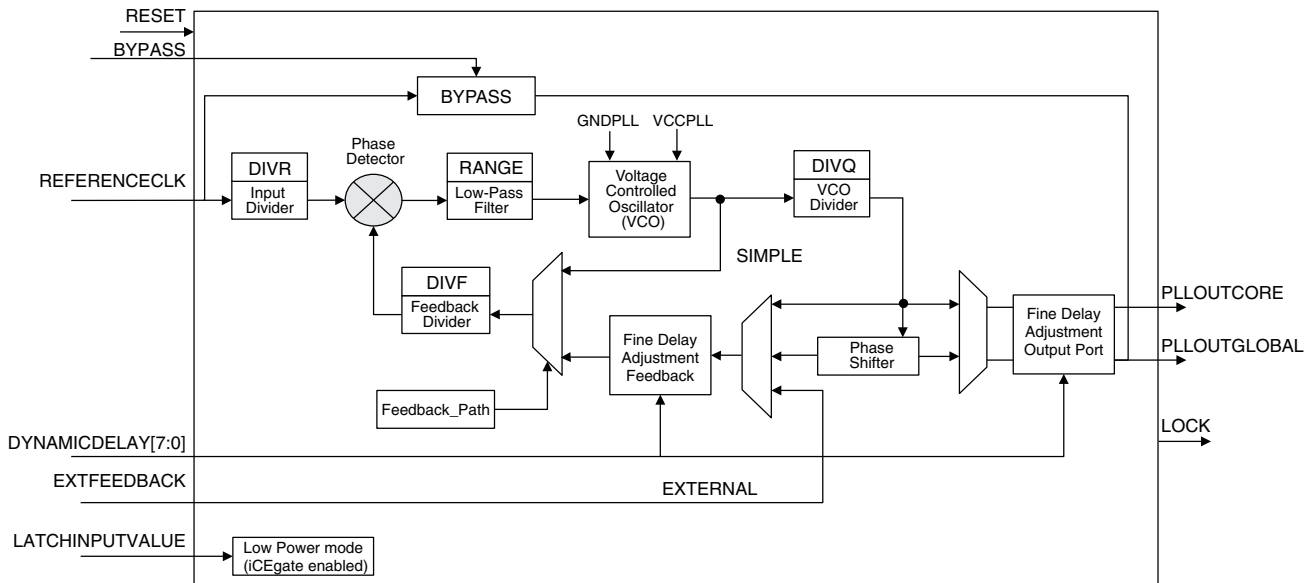 RESET
BYPASS
BYPASS
GNDPLL
VCCPLL
Phase
Detector
REFERENCECLK
DIVR
Input
Divider
RANGE
Low-Pass
Filter
Voltage
Controlled
Oscillator
(VCO)
DIVQ
VCO
Divider
SIMPLE
DIVF
Feedback
Divider
Fine Delay
Adjustment
Feedback
Phase
Shifter
Fine Delay
Adjustment
Output Port
PLLOUTCORE
PLLOUTGLOBAL
Feedback_Path
DYNAMICDELAY[7:0]
LOCK
EXTFEEDBACK
EXTERNAL
LATCHINPUTVALUE
Low Power mode
(iCEgate enabled)